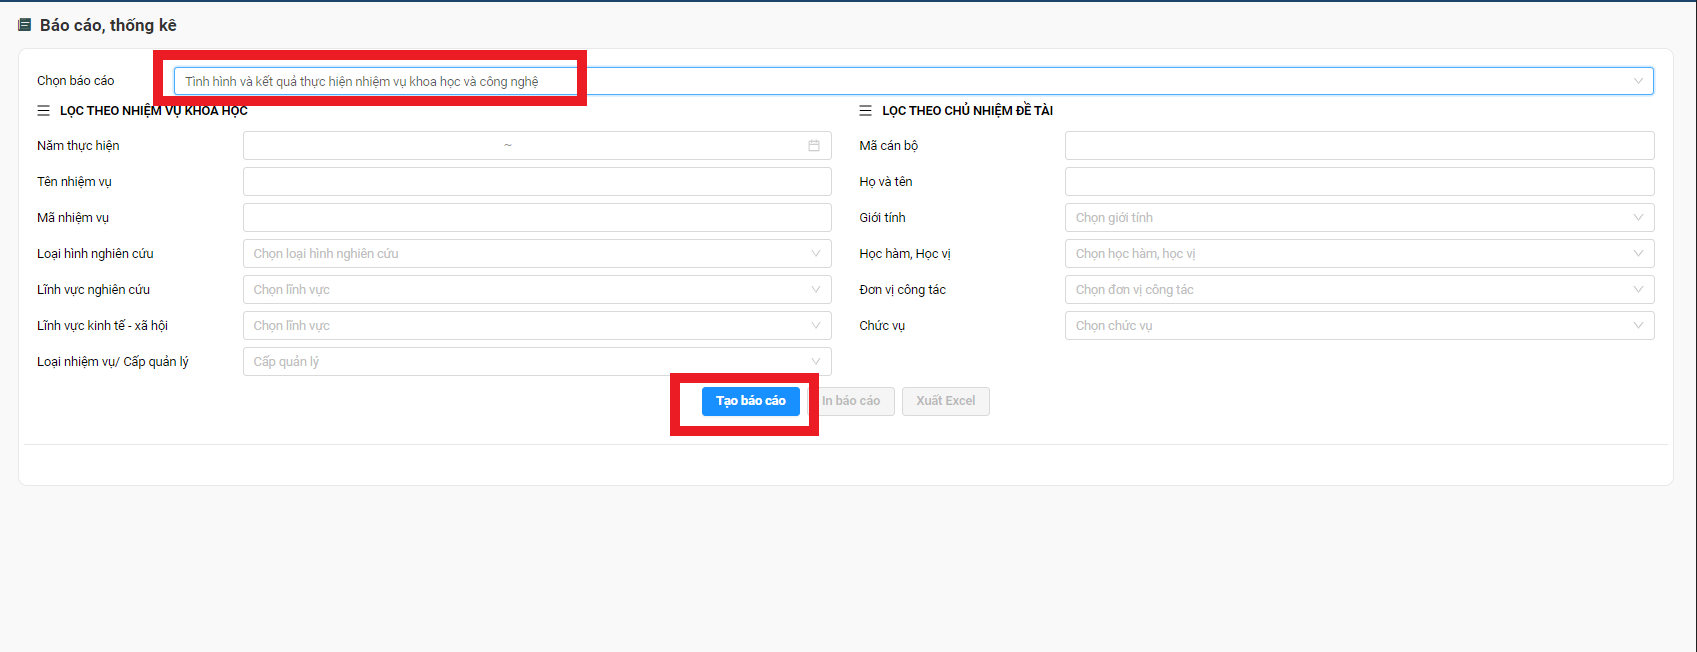 Báo cáo, thống kê
Chọn báo cáo
Tình hình và kết quả thực hiện nhiệm vụ khoa học và công nghệ
LỌC THEO NHIỆM VỤ KHOA HỌC
Năm thực hiện
~
Tên nhiệm vụ
Mã nhiệm vụ
Loại hình nghiên cứu
Chọn loại hình nghiên cứu
Lĩnh vực nghiên cứu
Chọn lĩnh vực
Lĩnh vực kinh tế - xã hội
Chọn lĩnh vực
Loại nhiệm vụ/ Cấp quản lý
Cấp quản lý
LỌC THEO CHỦ NHIỆM ĐỀ TÀI
Mã cán bộ
Họ và tên
Giới tính
Chọn giới tính
Học hàm, Học vị
Chọn học hàm, học vị
Đơn vị công tác
Chọn đơn vị công tác
Chức vụ
Chọn chức vụ
Tạo báo cáo
In báo cáo
Xuất Excel